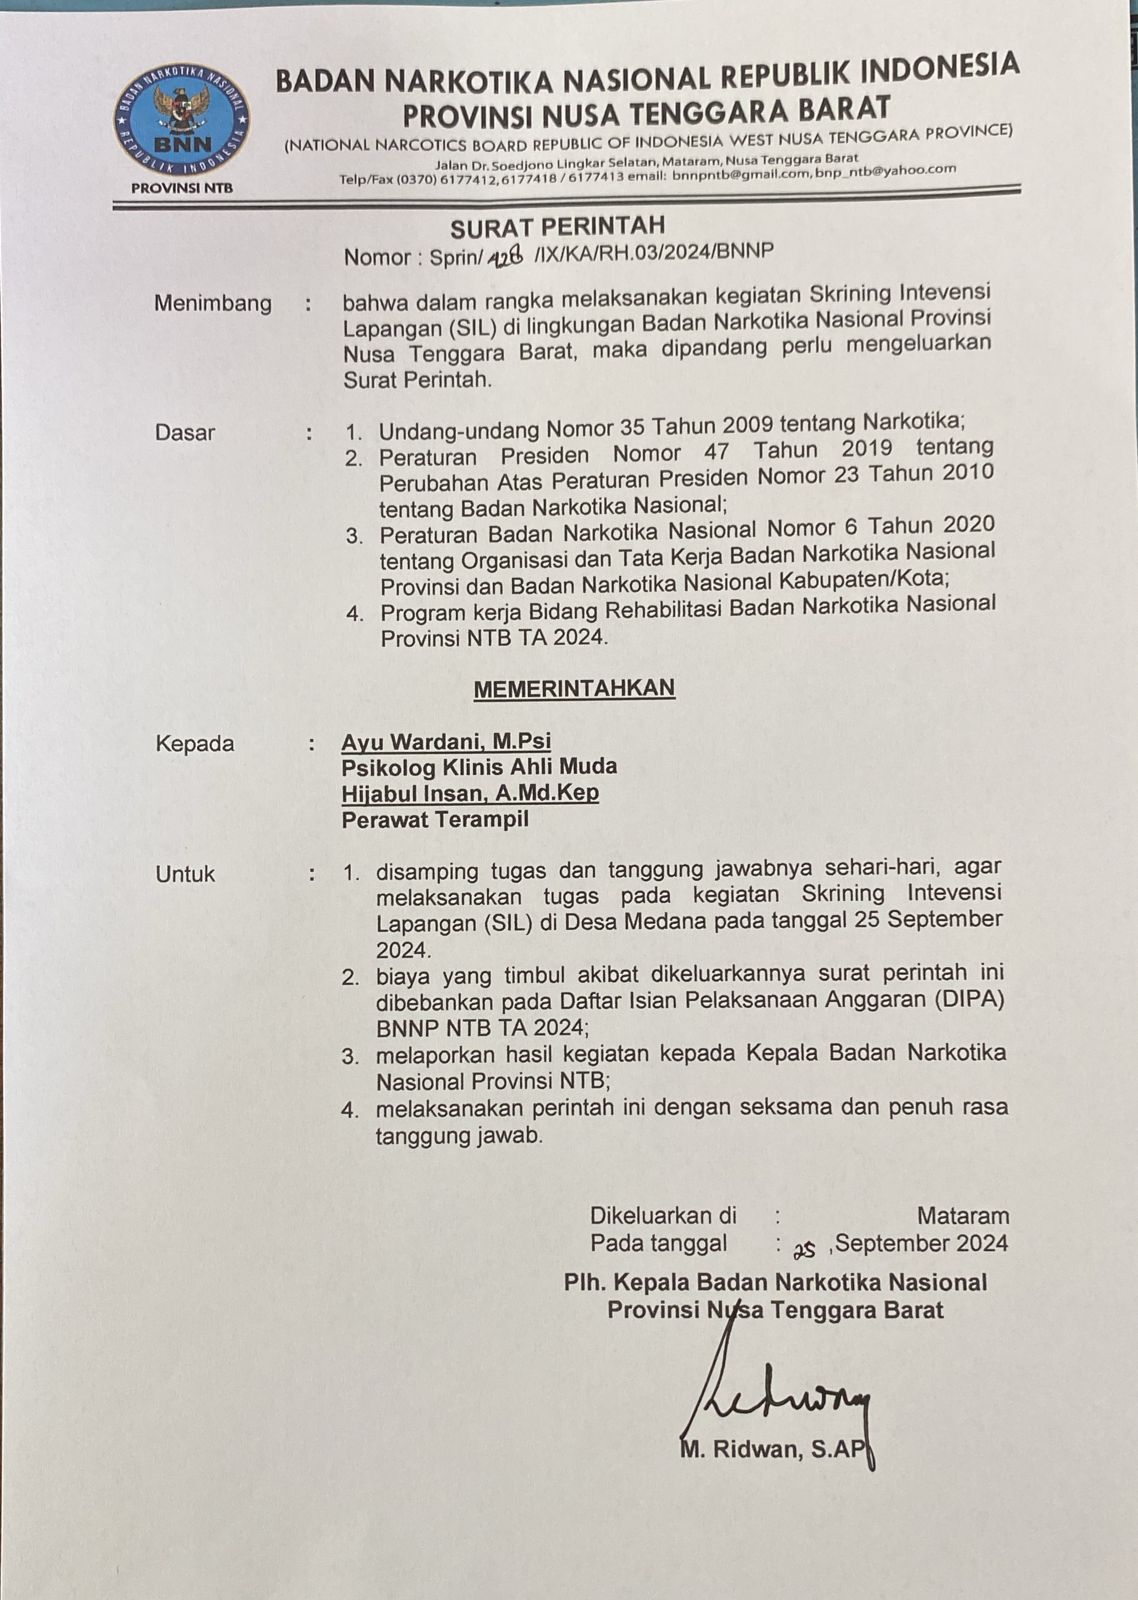 BADAN NARKOTIKA NASIONAL
REPUBLIK INDONESIA
BNN
PROVINSI NTB
BADAN NARKOTIKA NASIONAL REPUBLIK INDONESIA
PROVINSI NUSA TENGGARA BARAT
(NATIONAL NARCOTICS BOARD REPUBLIC OF INDONESIA WEST NUSA TENGGARA PROVINCE)
Jalan Dr. Soedjono Lingkar Selatan, Mataram, Nusa Tenggara Barat
Telp/Fax (0370) 6177412, 6177418 / 6177413 email: bnnpntb@gmail.com, bnp_ntb@yahoo.com
SURAT PERINTAH
Nomor : Sprin/ 428 /IX/KA/RH.03/2024/BNNP
Menimbang : bahwa dalam rangka melaksanakan kegiatan Skrining Intevensi
Lapangan (SIL) di lingkungan Badan Narkotika Nasional Provinsi
Nusa Tenggara Barat, maka dipandang perlu mengeluarkan
Surat Perintah.
Dasar : 1. Undang-undang Nomor 35 Tahun 2009 tentang Narkotika;
2. Peraturan Presiden Nomor 47 Tahun 2019 tentang
Perubahan Atas Peraturan Presiden Nomor 23 Tahun 2010
tentang Badan Narkotika Nasional;
3. Peraturan Badan Narkotika Nasional Nomor 6 Tahun 2020
tentang Organisasi dan Tata Kerja Badan Narkotika Nasional
Provinsi dan Badan Narkotika Nasional Kabupaten/Kota;
4. Program kerja Bidang Rehabilitasi Badan Narkotika Nasional
Provinsi NTB TA 2024.
MEMERINTAHKAN
Kepada : Ayu Wardani, M.Psi
Psikolog Klinis Ahli Muda
Hijabul Insan, A.Md.Kep
Perawat Terampil
Untuk : 1. disamping tugas dan tanggung jawabnya sehari-hari, agar
melaksanakan tugas pada kegiatan Skrining Intevensi
Lapangan (SIL) di Desa Medana pada tanggal 25 September
2024.
2. biaya yang timbul akibat dikeluarkannya surat perintah ini
dibebankan pada Daftar Isian Pelaksanaan Anggaran (DIPA)
BNNP NTB TA 2024;
3. melaporkan hasil kegiatan kepada Kepala Badan Narkotika
Nasional Provinsi NTB;
4. melaksanakan perintah ini dengan seksama dan penuh rasa
tanggung jawab.
Dikeluarkan di : Mataram
Pada tanggal : 25 ,September 2024
Plh. Kepala Badan Narkotika Nasional
Provinsi Nusa Tenggara Barat
M. Ridwan, S.AP